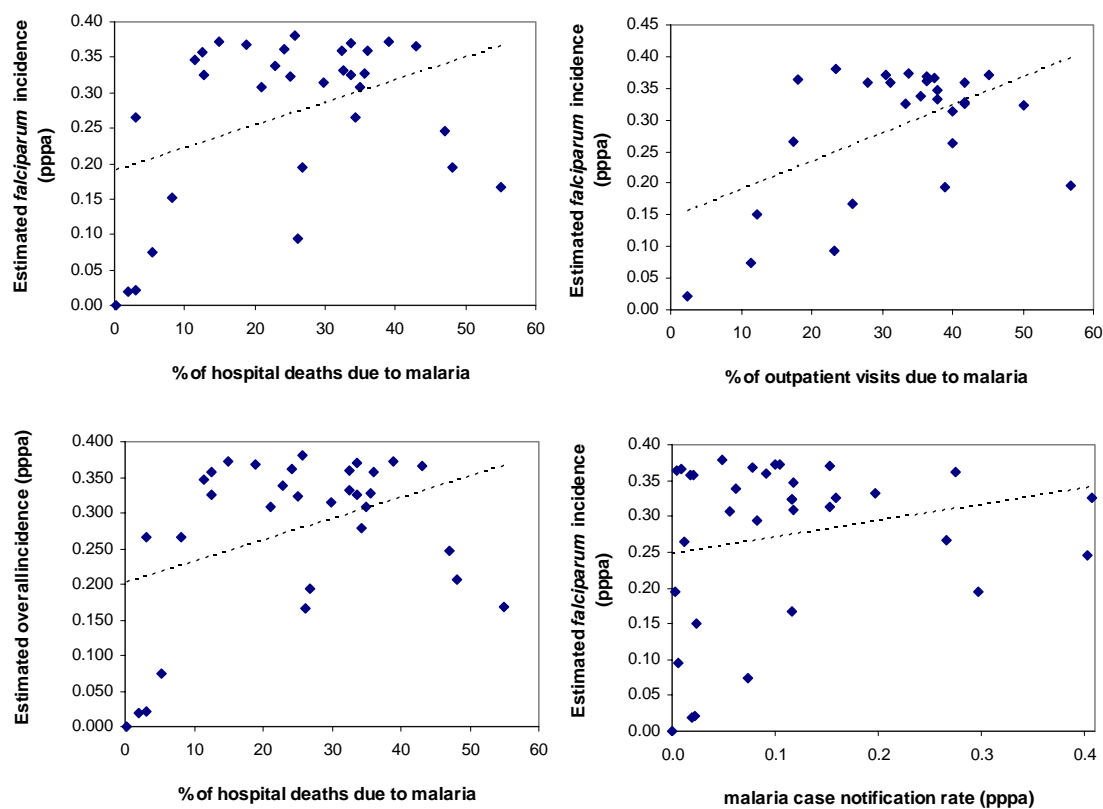 Estimated falciparum incidence
(pppa)
0.40
0.35
0.30
0.25
0.20
0.15
0.10
0.05
0.00
0 10 20 30 40 50 60
% of hospital deaths due to malaria
Estimated falciparum incidence
(pppa)
0.40
0.35
0.30
0.25
0.20
0.15
0.10
0.05
0.00
0 10 20 30 40 50 60
% of outpatient visits due to malaria
Estimated overall incidence (pppa)
0.400
0.350
0.300
0.250
0.200
0.150
0.100
0.050
0.000
0 10 20 30 40 50 60
% of hospital deaths due to malaria
Estimated falciparum incidence
(pppa)
0.40
0.35
0.30
0.25
0.20
0.15
0.10
0.05
0.00
0.0 0.1 0.2 0.3 0.4
malaria case notification rate (pppa)